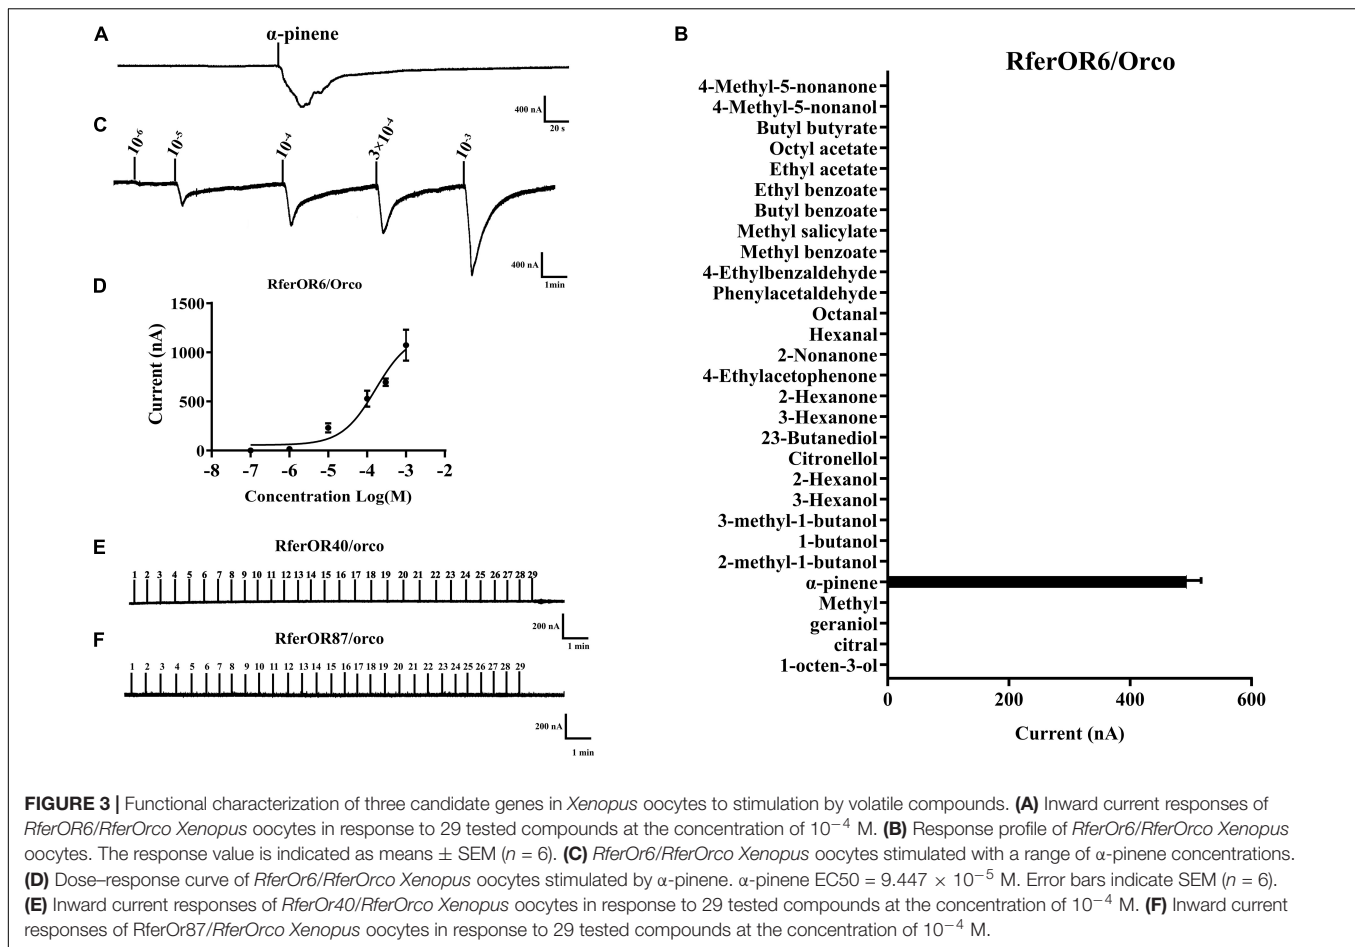 A
α-pinene
400 nA
20 s
C
10-6
10-5
10-4
3×10-4
10-3
400 nA
1min
D
RferOR6/Orco
Current (nA)
1500
1000
500
0
-8 -7 -6 -5 -4 -3 -2
Concentration Log(M)
E
RferOR40/orco
1 2 3 4 5 6 7 8 9 10 11 12 13 14 15 16 17 18 19 20 21 22 23 24 25 26 27 28 29
200 nA
1 min
F
RferOR87/orco
1 2 3 4 5 6 7 8 9 10 11 12 13 14 15 16 17 18 19 20 21 22 23 24 25 26 27 28 29
200 nA
1 min
B
RferOR6/Orco
4-Methyl-5-nonanone
4-Methyl-5-nonanol
Butyl butyrate
Octyl acetate
Ethyl acetate
Ethyl benzoate
Butyl benzoate
Methyl salicylate
Methyl benzoate
4-Ethylbenzaldehyde
Phenylacetaldehyde
Octanal
Hexanal
2-Nonanone
4-Ethylacetophenone
2-Hexanone
3-Hexanone
23-Butanediol
Citronellol
2-Hexanol
3-Hexanol
3-methyl-1-butanol
1-butanol
2-methyl-1-butanol
α-pinene
Methyl
geraniol
citral
1-octen-3-ol
0 200 400 600
Current (nA)
FIGURE 3 | Functional characterization of three candidate genes in Xenopus oocytes to stimulation by volatile compounds. (A) Inward current responses of
RferOR6/RferOrco Xenopus oocytes in response to 29 tested compounds at the concentration of 10−4 M. (B) Response profile of RferOr6/RferOrco Xenopus
oocytes. The response value is indicated as means ± SEM (n = 6). (C) RferOr6/RferOrco Xenopus oocytes stimulated with a range of α-pinene concentrations.
(D) Dose–response curve of RferOr6/RferOrco Xenopus oocytes stimulated by α-pinene. α-pinene EC50 = 9.447 × 10−5 M. Error bars indicate SEM (n = 6).
(E) Inward current responses of RferOr40/RferOrco Xenopus oocytes in response to 29 tested compounds at the concentration of 10−4 M. (F) Inward current
responses of RferOr87/RferOrco Xenopus oocytes in response to 29 tested compounds at the concentration of 10−4 M.